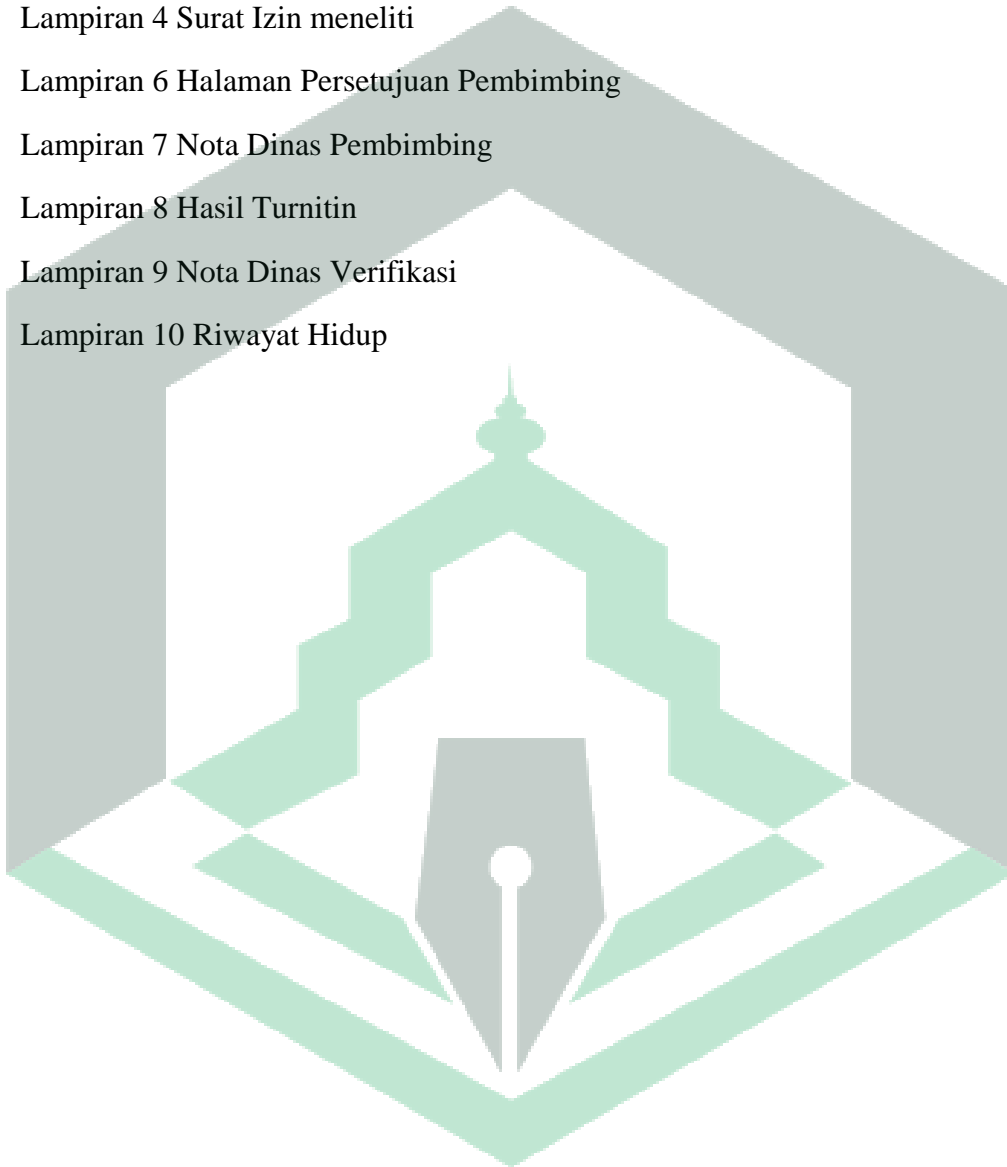 Lampiran 4 Surat Izin meneliti
Lampiran 6 Halaman Persetujuan Pembimbing
Lampiran 7 Nota Dinas Pembimbing
Lampiran 8 Hasil Turnitin
Lampiran 9 Nota Dinas Verifikasi
Lampiran 10 Riwayat Hidup